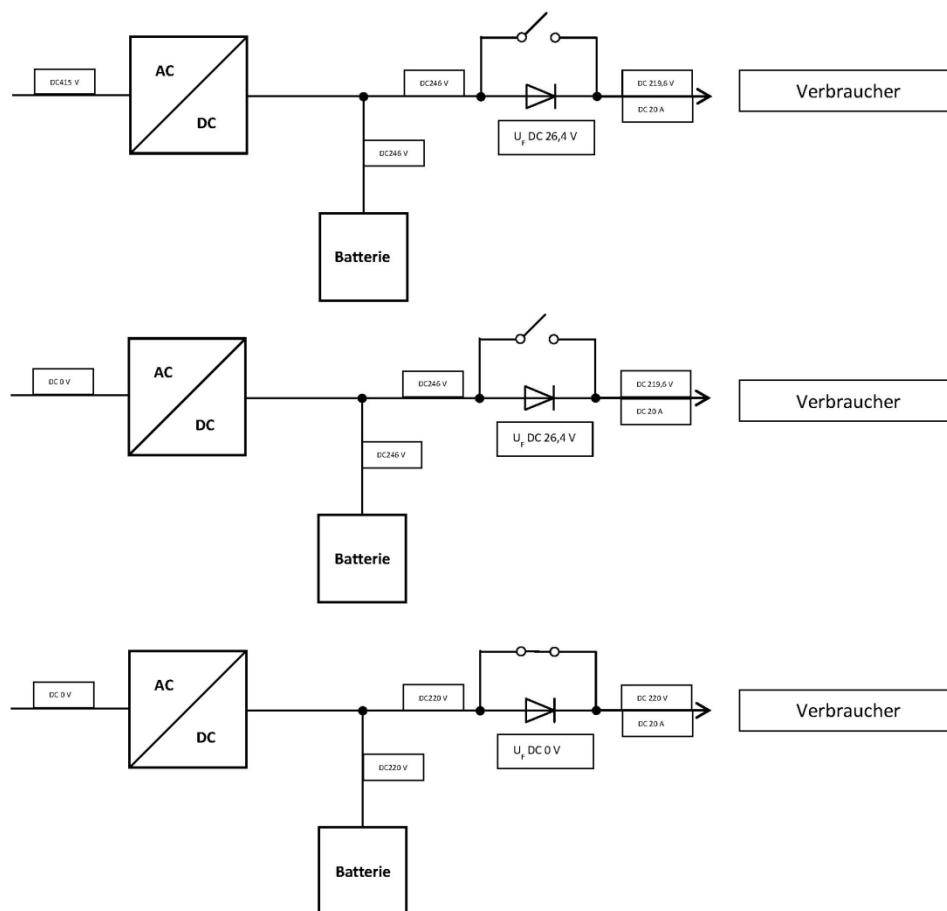 DC415 V
AC
DC
DC246 V
DC246 V
U_F DC 26,4 V
DC 219,6 V
DC 20 A
Verbraucher
Batterie
DC 0 V
AC
DC
DC246 V
DC246 V
U_F DC 26,4 V
DC 219,6 V
DC 20 A
Verbraucher
Batterie
DC 0 V
AC
DC
DC220 V
DC220 V
U_F DC 0 V
DC 220 V
DC 20 A
Verbraucher
Batterie